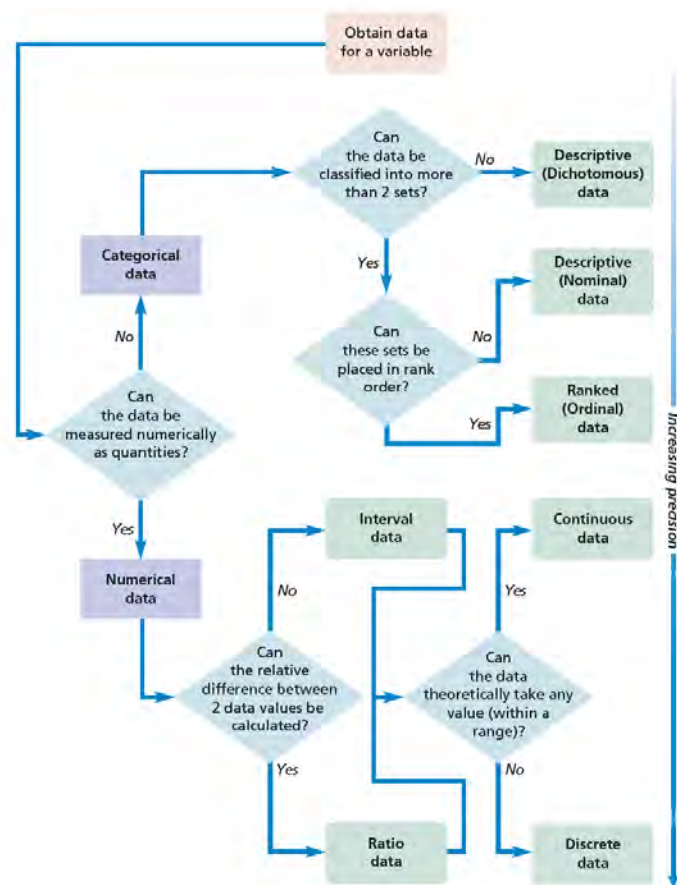 Obtain data
for a variable
Can
the data be
classified into more
than 2 sets?
No
Descriptive
(Dichotomous)
data
Yes
Categorical
data
Descriptive
(Nominal)
data
No
Can
these sets be
placed in rank
order?
No
Ranked
(Ordinal)
data
Yes
Can
the data be
measured numerically
as quantities?
Yes
Interval
data
Continuous
data
Numerical
data
No
Yes
Can
the relative
difference between
2 data values be
calculated?
Can
the data
theoretically take any
value (within a
range)?
Yes
No
Ratio
data
Discrete
data
Increasing precision